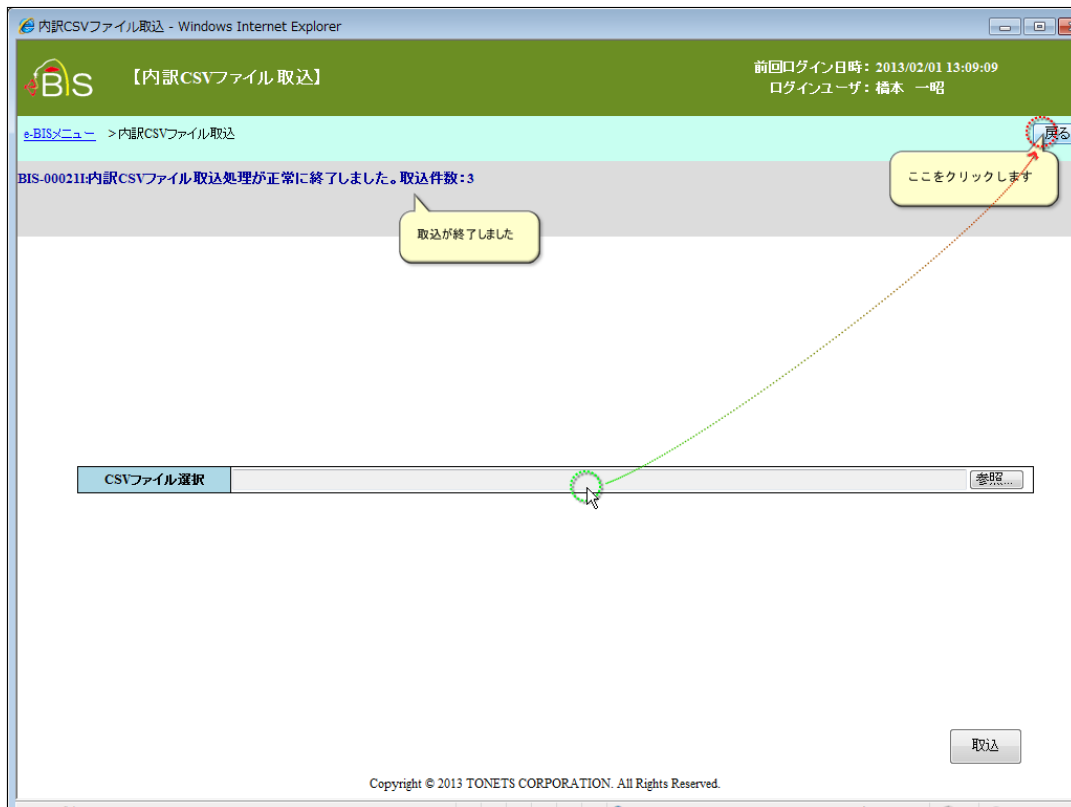 内訳CSVファイル取込 - Windows Internet Explorer
BIS
【内訳CSVファイル取込】
前回ログイン日時：2013/02/01 13:09:09
ログインユーザ：橋本 一昭
e-BISメニュー >内訳CSVファイル取込
戻る
BIS-00021I:内訳CSVファイル取込処理が正常に終了しました。取込件数：3
ここをクリックします
取込が終了しました
CSVファイル選択
参照...
取込
Copyright © 2013 TONETS CORPORATION. All Rights Reserved.